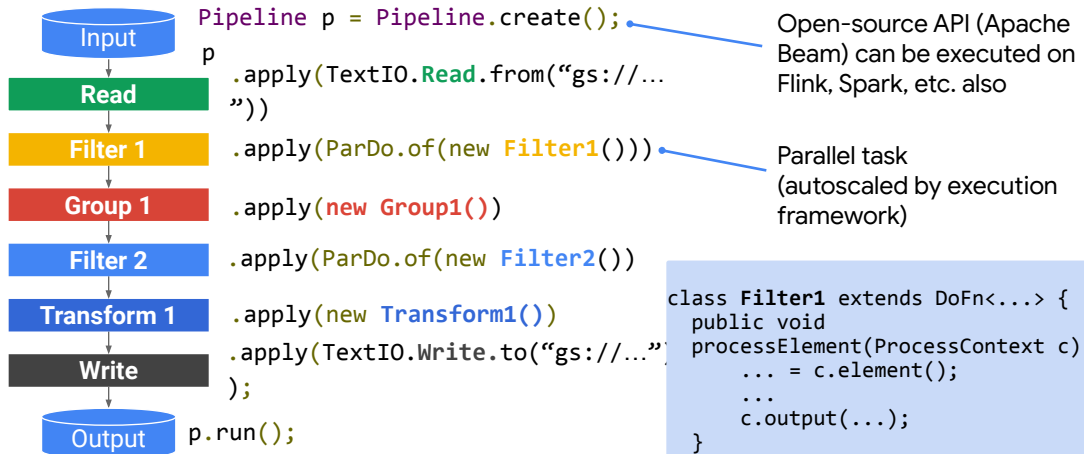 Input
Pipeline p = Pipeline.create();
p
Read
.apply(TextIO.Read.from(“gs://…
”))
Filter 1
.apply(ParDo.of(new Filter1()))
Group 1
.apply(new Group1())
Filter 2
.apply(ParDo.of(new Filter2())
Transform 1
.apply(new Transform1())
Write
.apply(TextIO.Write.to(“gs://…”)
);
Output
p.run();
Open-source API (Apache
Beam) can be executed on
Flink, Spark, etc. also
Parallel task
(autoscaled by execution
framework)
class Filter1 extends DoFn<...> {
public void
processElement(ProcessContext c)
... = c.element();
...
c.output(...);
}